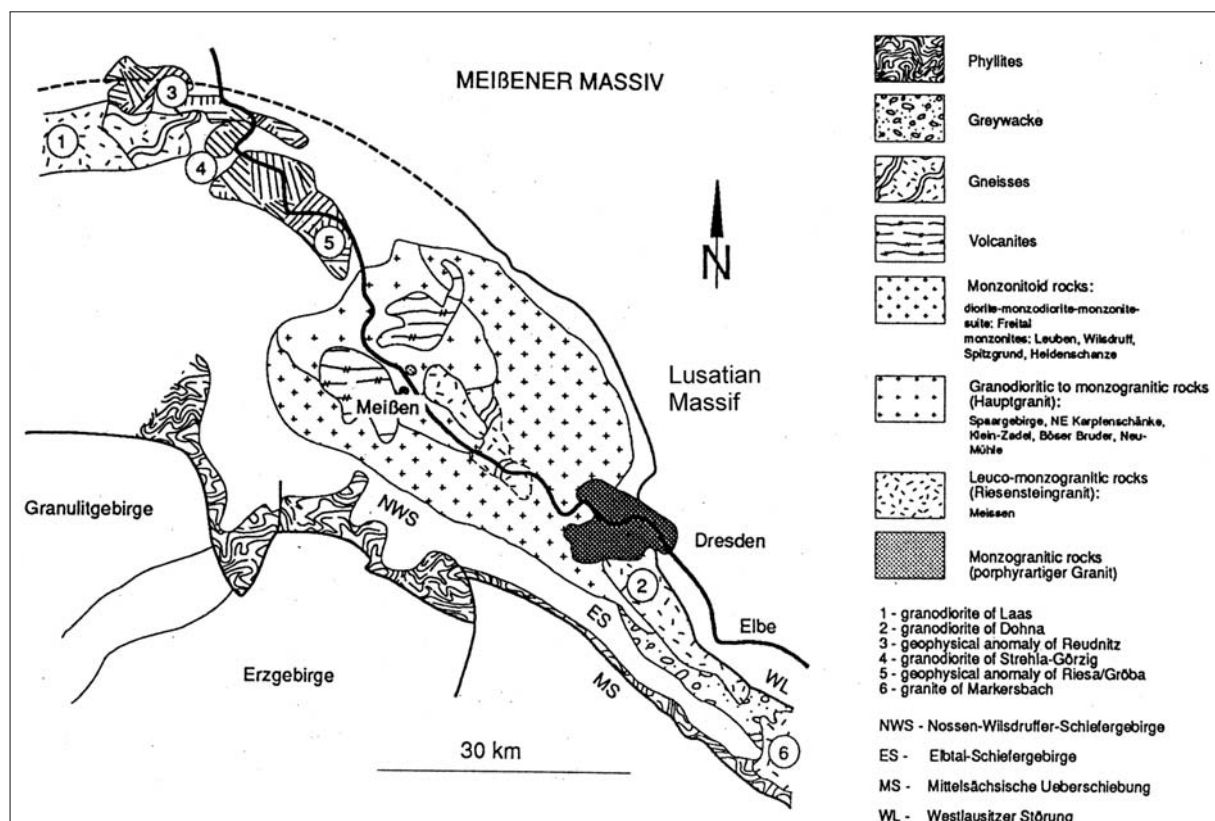 MEIßENER MASSIV
3
1
4
5
N
Lusatian
Massif
Meißen
Granulitgebirge
NWS
Dresden
2
ES
Elbe
Erzgebirge
MS
WL
30 km
6
Phyllites
Greywacke
Gneisses
Volcanites
Monzonitoid rocks:
diorite-monzodiorite-monzonite-
suite: Freital
monzonites: Leuben, Wilsdruff,
Spitzgrund, Heidenschanze
Granodioritic to monzogranitic rocks
(Hauptgranit):
Spaargebirge, NE Karpfenschänke,
Klein-Zadel, Böser Bruder, Neu-
Mühle
Leuco-monzogranitic rocks
(Riesensteingranit):
Meissen
Monzogranitic rocks
(porphyrartiger Granit)
1 - granodiorite of Laas
2 - granodiorite of Dohna
3 - geophysical anomaly of Reudnitz
4 - granodiorite of Strehla-Görzig
5 - geophysical anomaly of Riesa/Gröba
6 - granite of Markersbach
NWS - Nossen-Wilsdruffer-Schiefergebirge
ES - Elbtal-Schiefergebirge
MS - Mittelsächsische Ueberschiebung
WL - Westlausitzer Störung